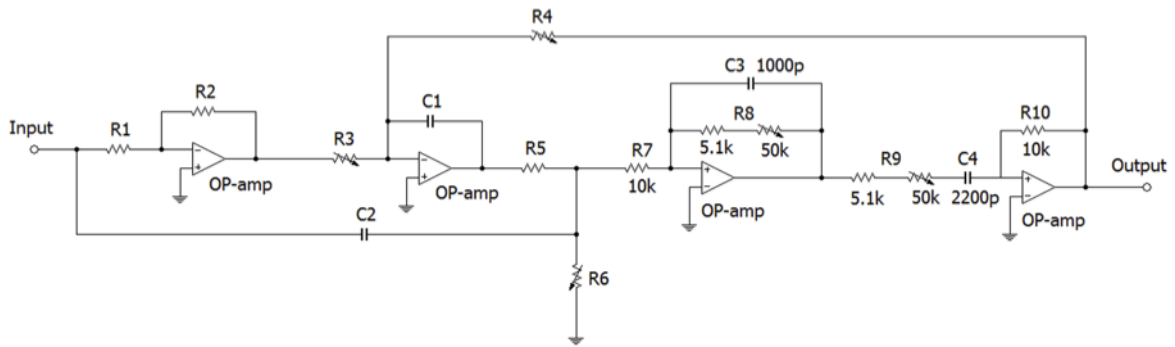 R4
C3 1000p
R2
C1
R8
R10
Input
R1
R3
5.1k
50k
10k
R5
R7
R9
C4
Output
−
+
OP-amp
−
+
OP-amp
10k
+
−
OP-amp
5.1k
50k
2200p
+
−
OP-amp
C2
R6